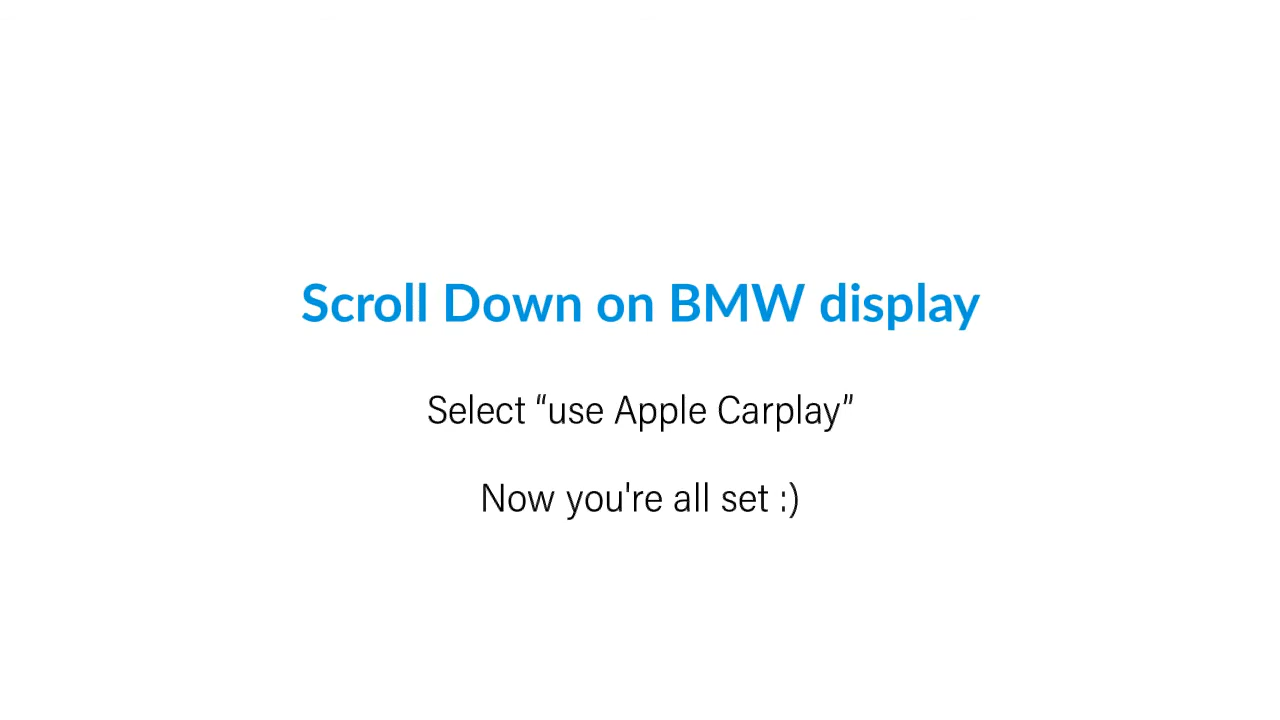 Scroll Down on BMW display
Select “use Apple Carplay”
Now you're all set :)